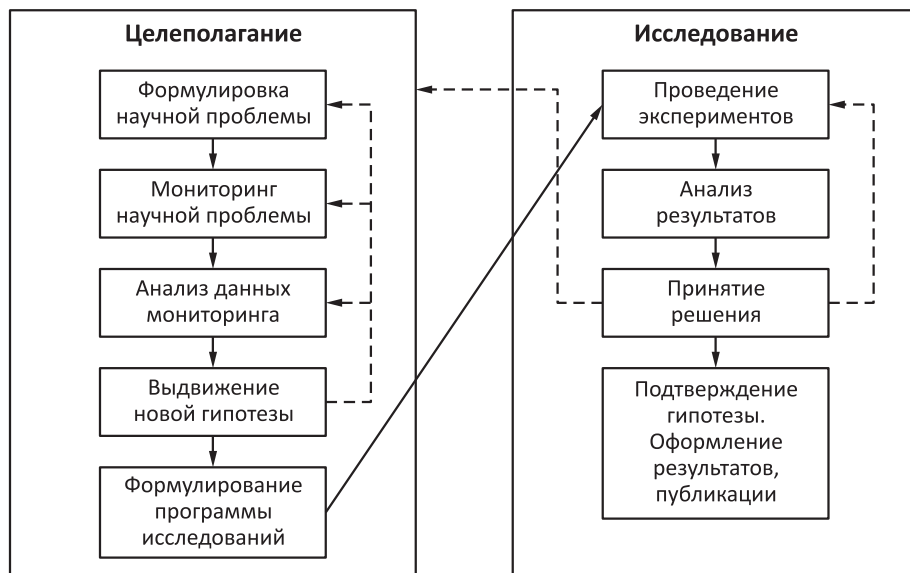 Целеполагание
Формулировка
научной проблемы
Мониторинг
научной проблемы
Анализ данных
мониторинга
Выдвижение
новой гипотезы
Формулирование
программы
исследований
Исследование
Проведение
экспериментов
Анализ
результатов
Принятие
решения
Подтверждение
гипотезы.
Оформление
результатов,
публикации